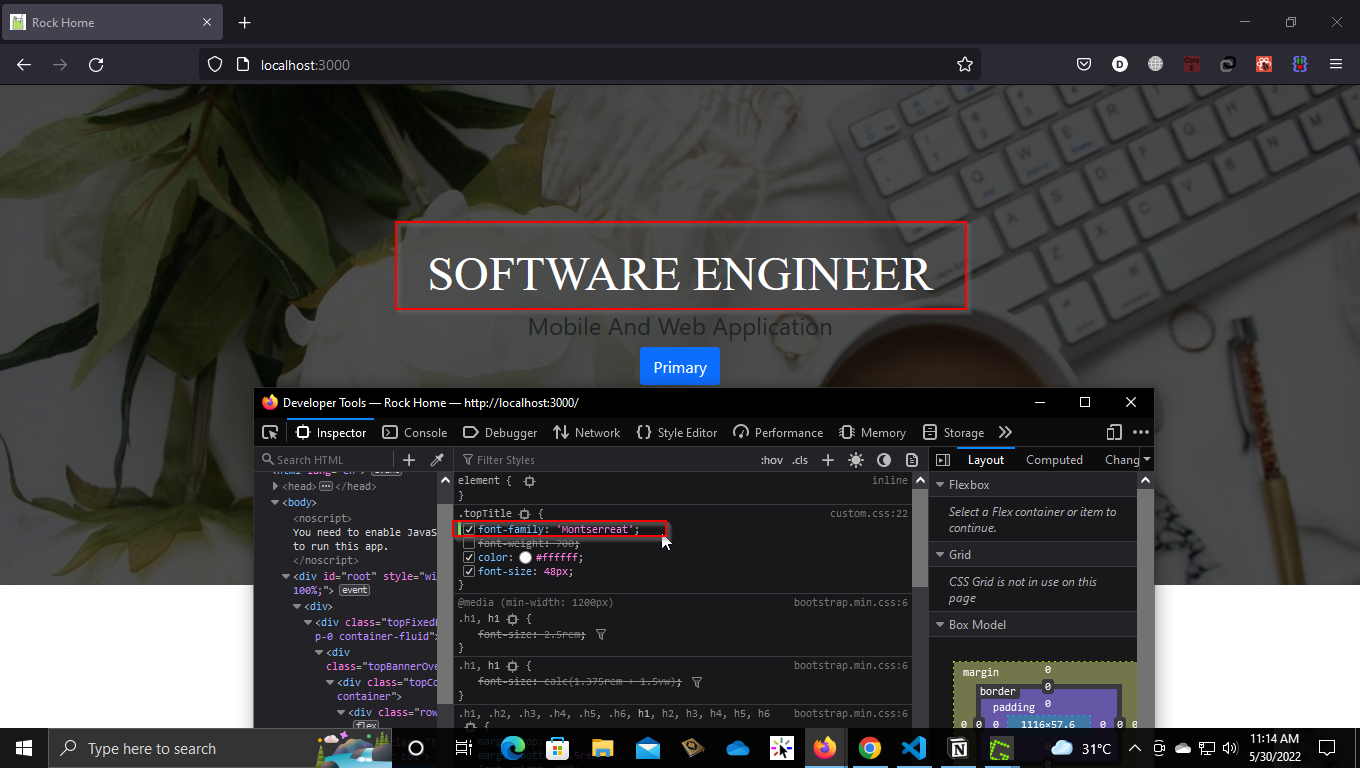 Rock Home
localhost:3000
SOFTWARE ENGINEER
Mobile And Web Application
Primary
Developer Tools — Rock Home — http://localhost:3000/
Inspector
Console
Debugger
Network
Style Editor
Performance
Memory
Storage
Search HTML
Filter Styles
:hov
.cls
Layout
Computed
Chang
<head>
</head>
<body>
<noscript>
You need to enable JavaS
to run this app.
</noscript>
<div id="root" style="wi
100%;">
event
<div>
<div class="topFixedB
p-0 container-fluid">
<div
class="topBannerOve
<div class="topCo
container">
<div class="row
flex
element {
inline
}
.topTitle {
custom.css:22
font-family: 'Montserreat';
font-weight: 700;
color: #ffffff;
font-size: 48px;
}
@media (min-width: 1200px)
bootstrap.min.css:6
.h1, h1 {
font-size: 2.5rem;
}
.h1, h1 {
bootstrap.min.css:6
font-size: calc(1.375rem + 1.5vw);
}
.h1, .h2, .h3, .h4, .h5, .h6, h1, h2, h3, h4, h5, h6
bootstrap.min.css:6
{
Flexbox
Select a Flex container or item to
continue.
Grid
CSS Grid is not in use on this
page
Box Model
margin
0
border
0
padding
0
0 0 0 1116×57.6 0 0 0
Type here to search
31°C
11:14 AM
5/30/2022